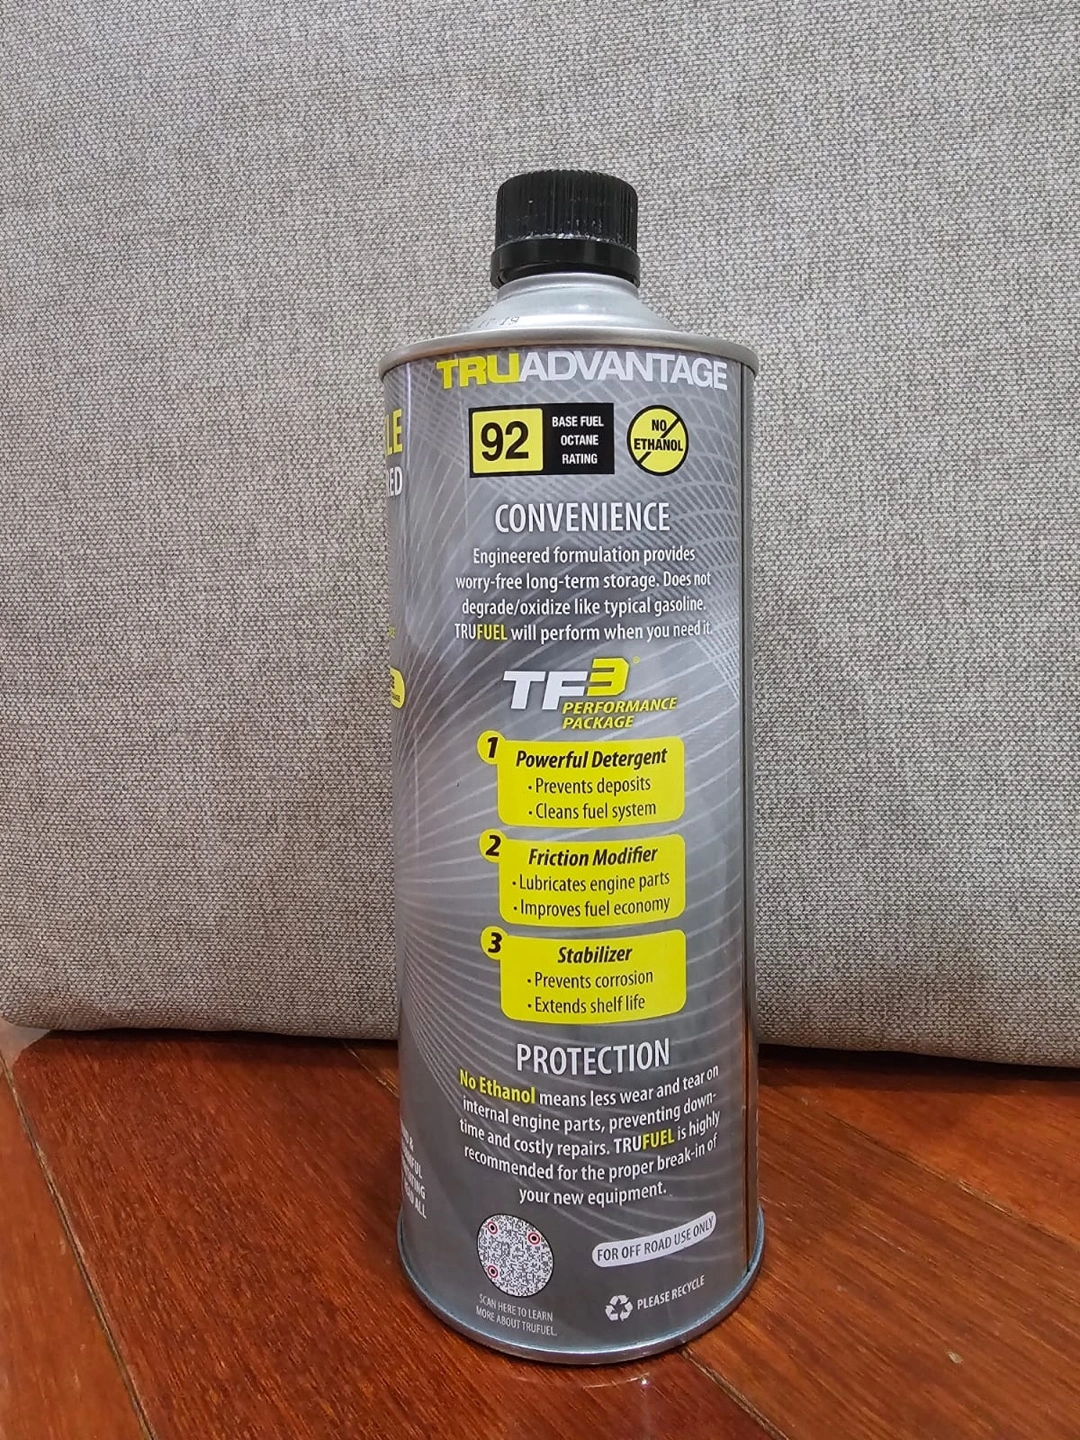 TRUADVANTAGE
92
BASE FUEL
OCTANE
RATING
NO
ETHANOL
CONVENIENCE
Engineered formulation provides
worry-free long-term storage. Does not
degrade/oxidize like typical gasoline.
TRUFUEL will perform when you need it.
TF3®
PERFORMANCE
PACKAGE
1
Powerful Detergent
• Prevents deposits
• Cleans fuel system
2
Friction Modifier
• Lubricates engine parts
• Improves fuel economy
3
Stabilizer
• Prevents corrosion
• Extends shelf life
PROTECTION
No Ethanol means less wear and tear on
internal engine parts, preventing down-
time and costly repairs. TRUFUEL is highly
recommended for the proper break-in of
your new equipment.
FOR OFF ROAD USE ONLY
SCAN HERE TO LEARN
MORE ABOUT TRUFUEL.
PLEASE RECYCLE